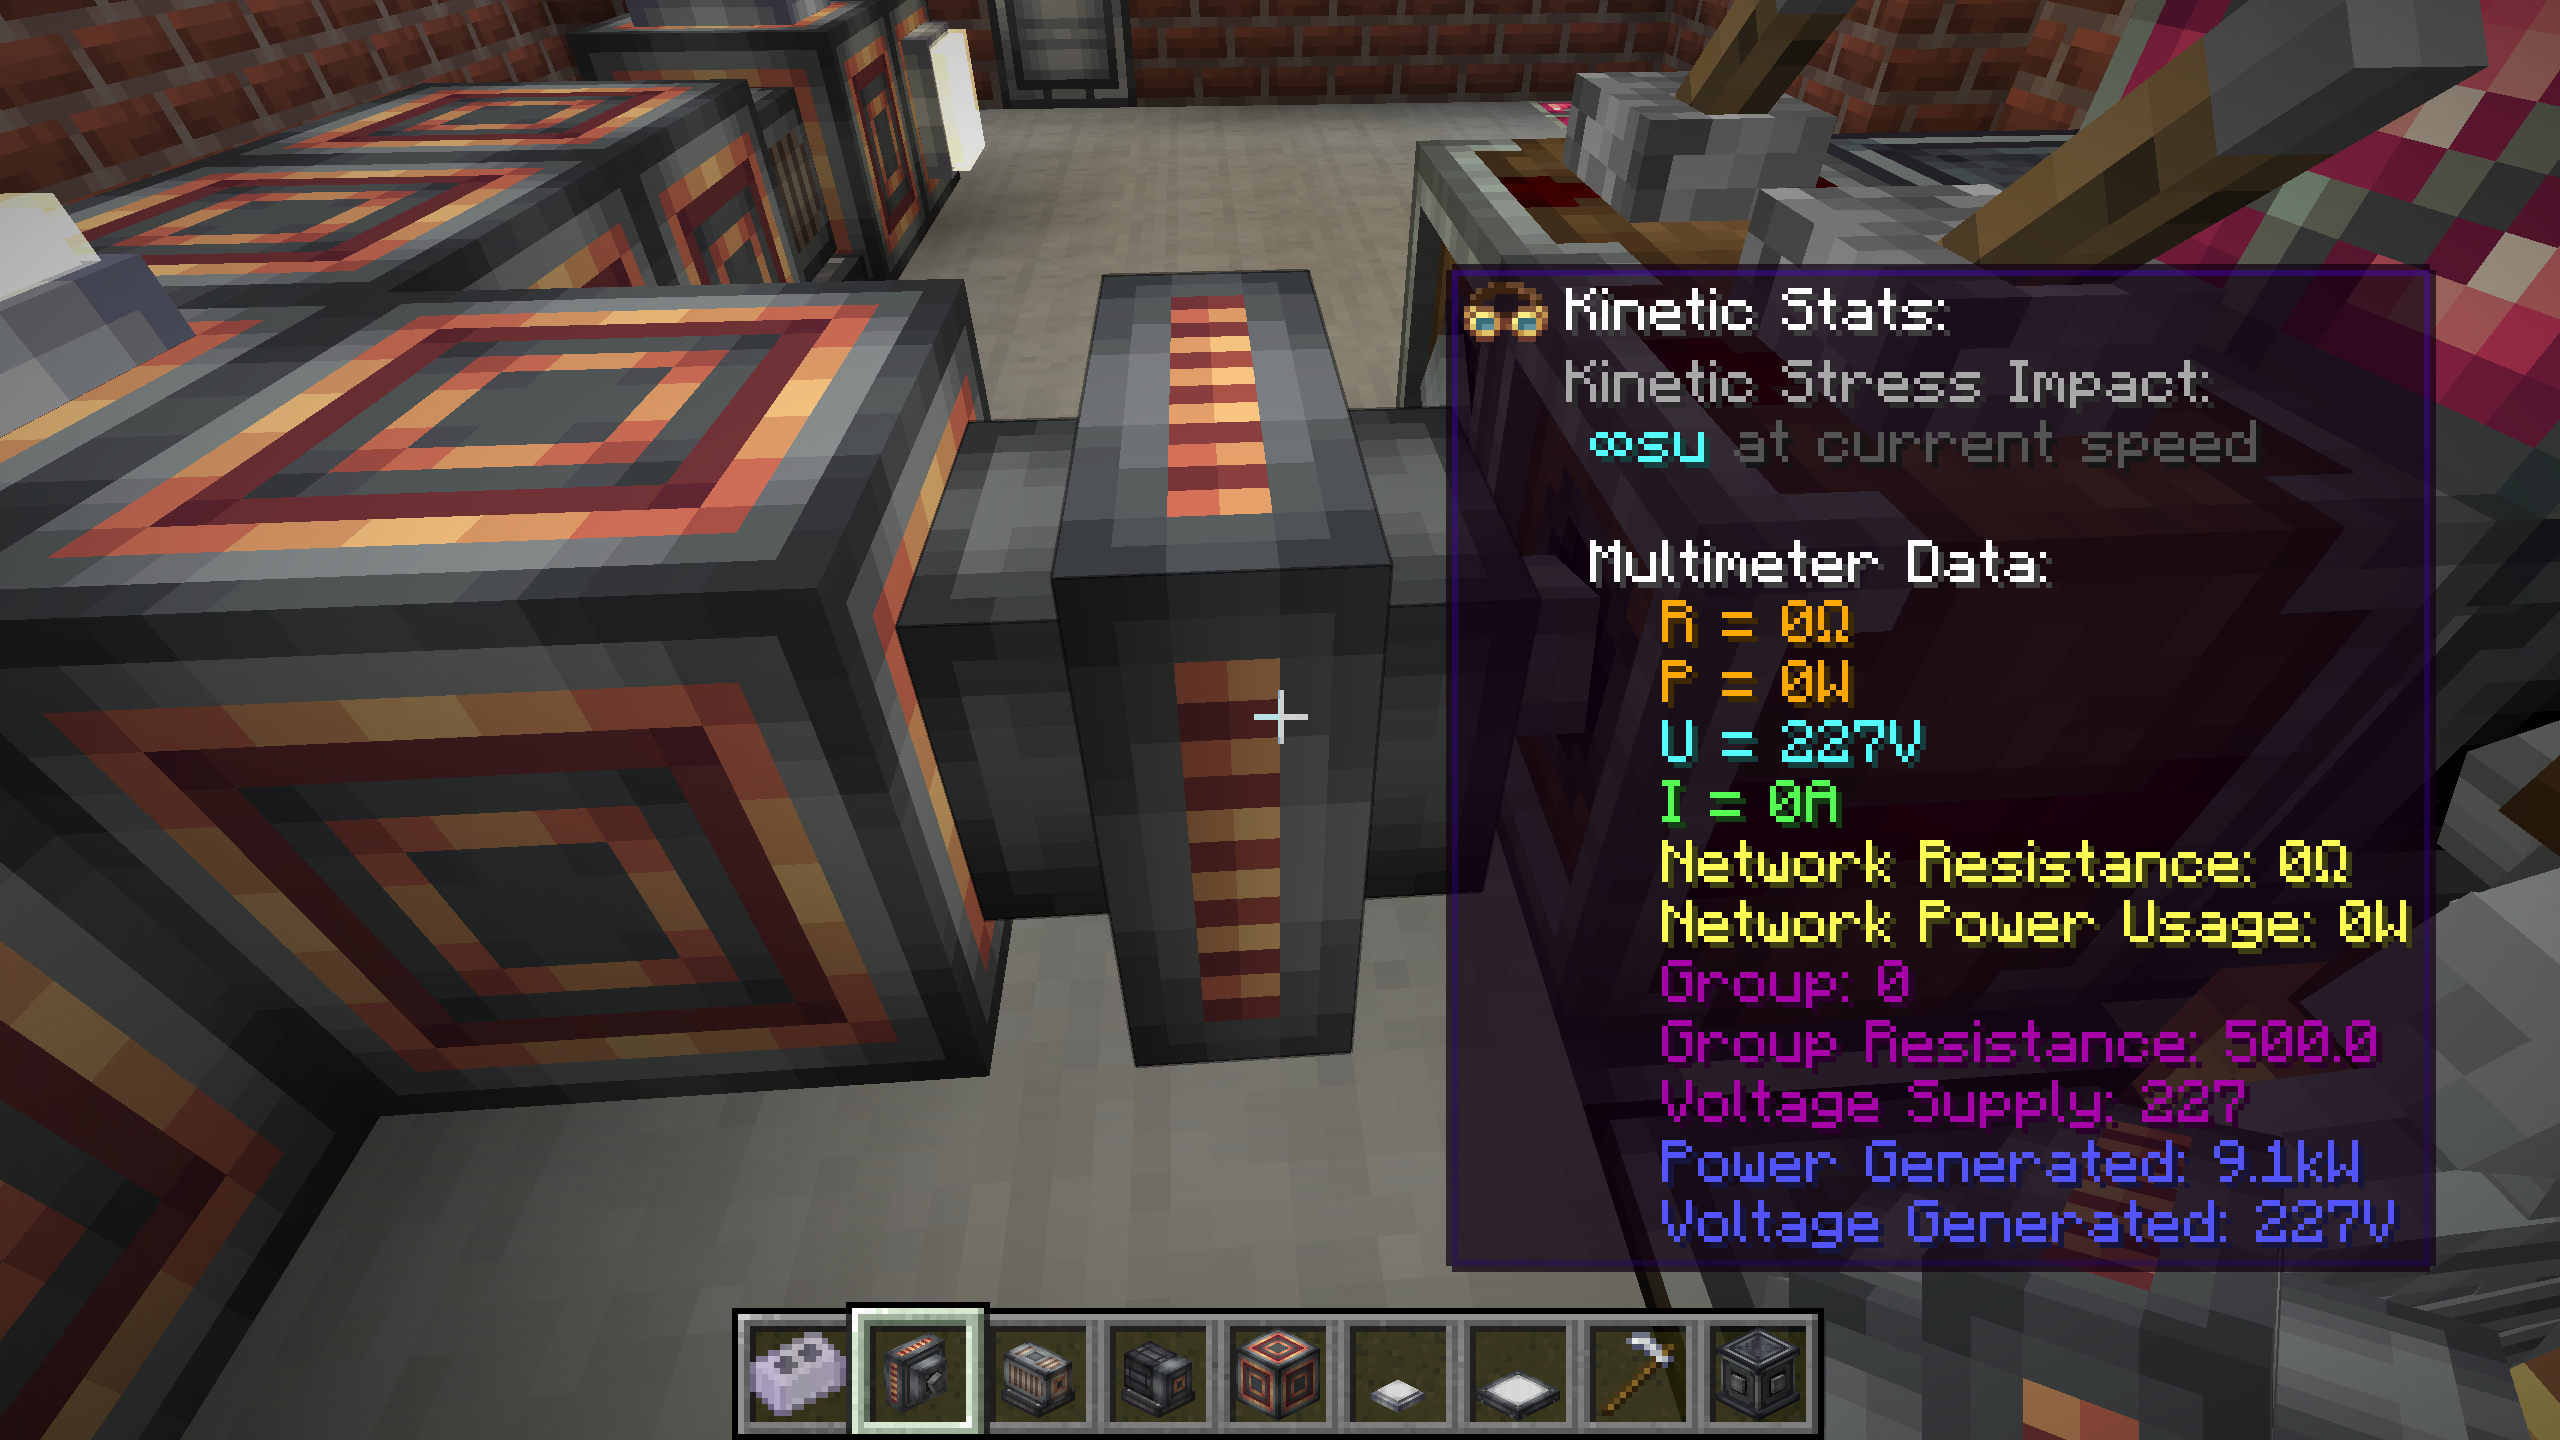 Kinetic Stats:
Kinetic Stress Impact:
∞su at current speed
Multimeter Data:
R = 0Ω
P = 0W
U = 227V
I = 0A
Network Resistance: 0Ω
Network Power Usage: 0W
Group: 0
Group Resistance: 500.0
Voltage Supply: 227
Power Generated: 9.1kW
Voltage Generated: 227V